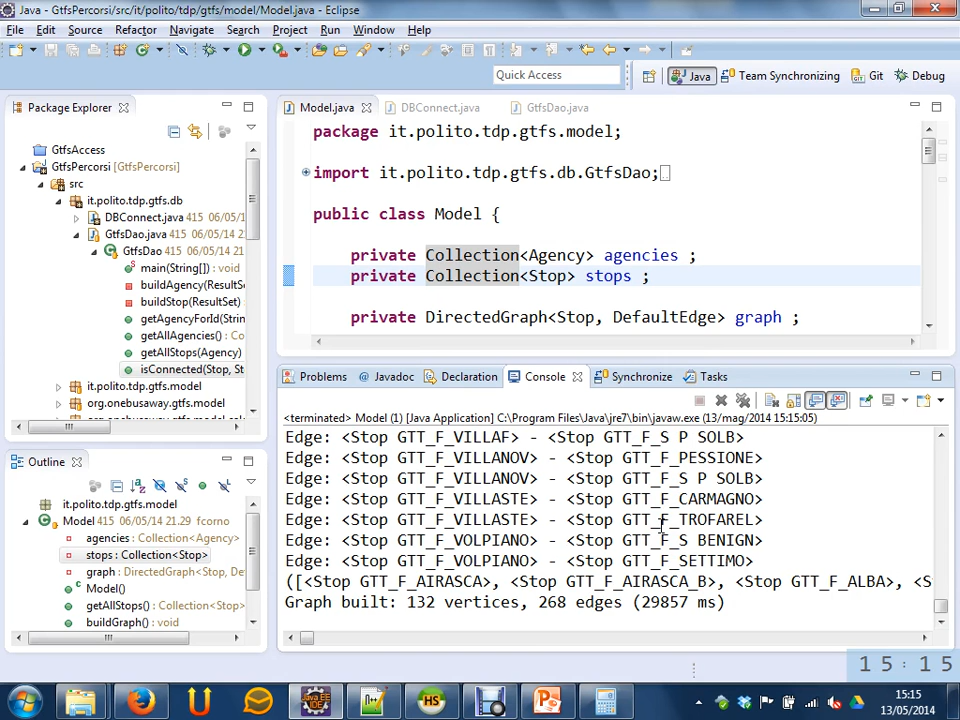 Java - GtfsPercorsi/src/it/polito/tdp/gtfs/model/Model.java - Eclipse
File Edit Source Refactor Navigate Search Project Run Window Help
Quick Access
Java Team Synchronizing Git Debug
Package Explorer
GtfsAccess
GtfsPercorsi [GtfsPercorsi]
src
it.polito.tdp.gtfs.db
DBConnect.java 415 06/05/14 2
GtfsDao.java 415 06/05/14 21
GtfsDao 415 06/05/14 21.
main(String[]) : void
buildAgency(ResultSe
buildStop(ResultSet)
getAgencyForId(Strin
getAllAgencies() : Co
getAllStops(Agency)
isConnected(Stop, St
it.polito.tdp.gtfs.model
org.onebusaway.gtfs.model
Outline
it.polito.tdp.gtfs.model
Model 415 06/05/14 21.29 fcorno
agencies : Collection<Agency>
stops : Collection<Stop>
graph : DirectedGraph<Stop, De
Model()
getAllStops() : Collection<Stop>
buildGraph() : void
Model.java DBConnect.java GtfsDao.java
package it.polito.tdp.gtfs.model;
import it.polito.tdp.gtfs.db.GtfsDao;
public class Model {
private Collection<Agency> agencies ;
private Collection<Stop> stops ;
private DirectedGraph<Stop, DefaultEdge> graph ;
Problems Javadoc Declaration Console Synchronize Tasks
<terminated> Model (1) [Java Application] C:\Program Files\Java\jre7\bin\javaw.exe (13/mag/2014 15:15:05)
Edge: <Stop GTT_F_VILLAF> - <Stop GTT_F_S P SOLB>
Edge: <Stop GTT_F_VILLANOV> - <Stop GTT_F_PESSIONE>
Edge: <Stop GTT_F_VILLANOV> - <Stop GTT_F_S P SOLB>
Edge: <Stop GTT_F_VILLASTE> - <Stop GTT_F_CARMAGNO>
Edge: <Stop GTT_F_VILLASTE> - <Stop GTT_F_TROFAREL>
Edge: <Stop GTT_F_VOLPIANO> - <Stop GTT_F_S BENIGN>
Edge: <Stop GTT_F_VOLPIANO> - <Stop GTT_F_SETTIMO>
([<Stop GTT_F_AIRASCA>, <Stop GTT_F_AIRASCA_B>, <Stop GTT_F_ALBA>, <S
Graph built: 132 vertices, 268 edges (29857 ms)
15:15
HS
15:15
13/05/2014